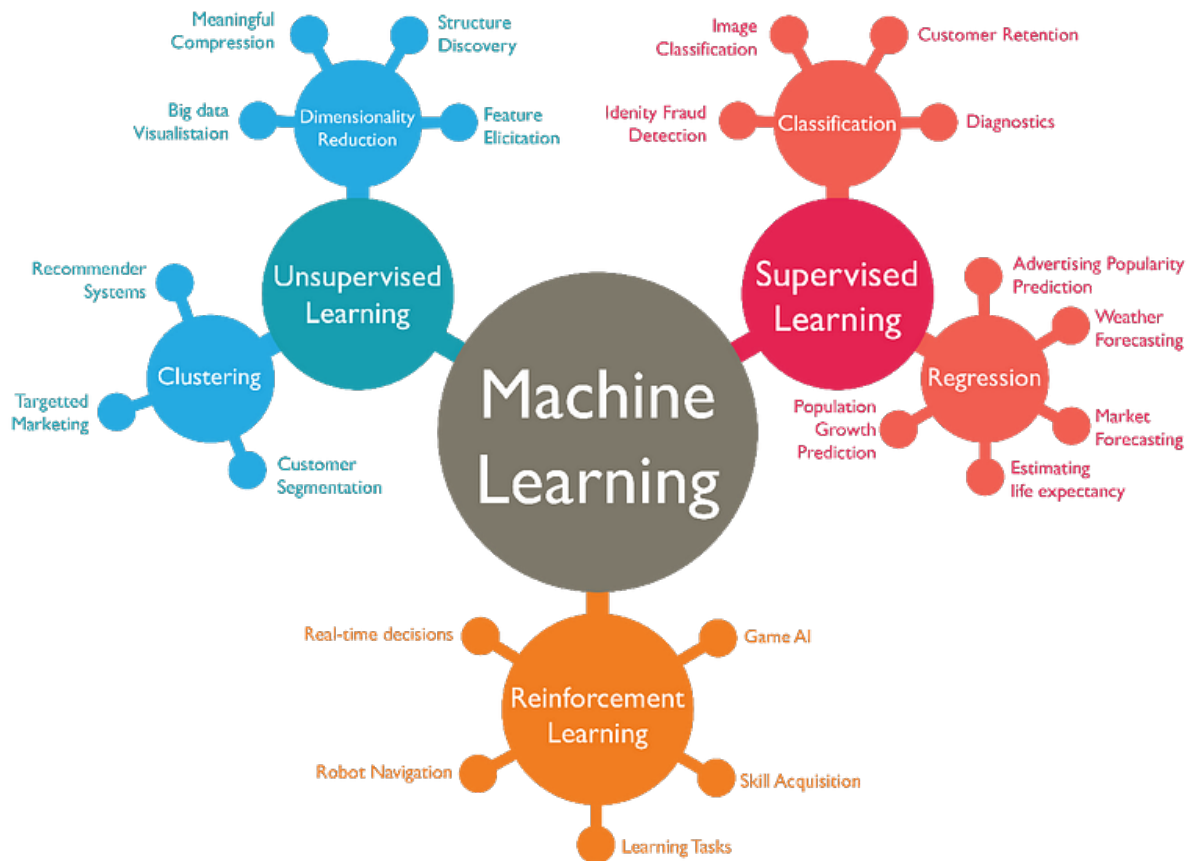 Meaningful
Compression
Structure
Discovery
Big data
Visualistaion
Dimensionality
Reduction
Feature
Elicitation
Unsupervised
Learning
Recommender
Systems
Clustering
Targetted
Marketing
Customer
Segmentation
Image
Classification
Customer Retention
Idenity Fraud
Detection
Classification
Diagnostics
Supervised
Learning
Advertising Popularity
Prediction
Weather
Forecasting
Regression
Population
Growth
Prediction
Market
Forecasting
Estimating
life expectancy
Machine
Learning
Real-time decisions
Game AI
Reinforcement
Learning
Robot Navigation
Skill Acquisition
Learning Tasks